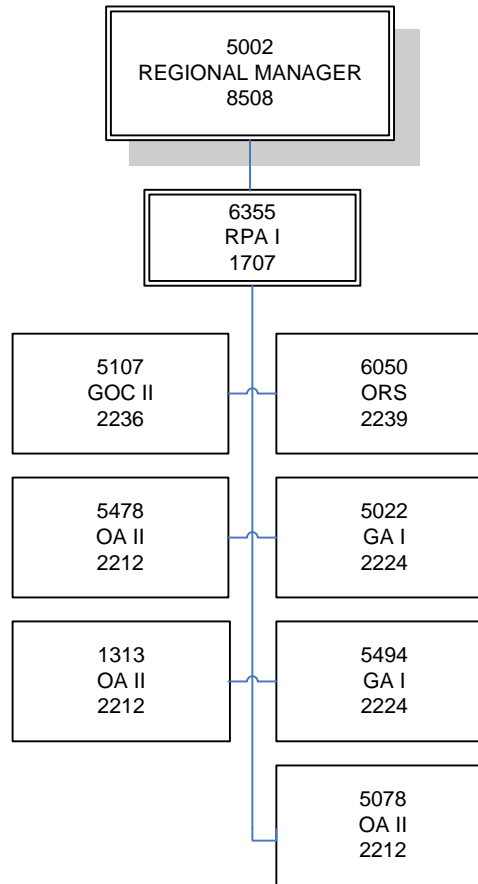 5002
REGIONAL MANAGER
8508
6355
RPA I
1707
5107
GOC II
2236
6050
ORS
2239
5478
OA II
2212
5022
GA I
2224
1313
OA II
2212
5494
GA I
2224
5078
OA II
2212